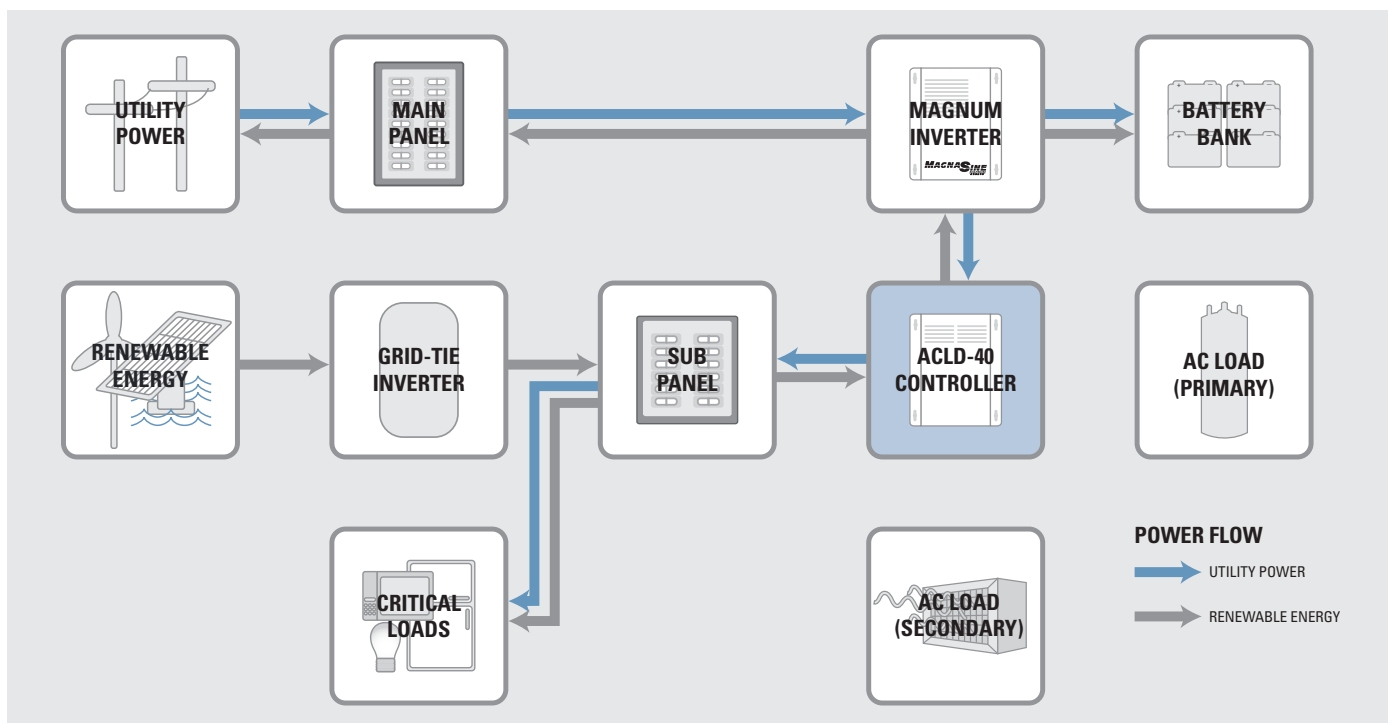 UTILITY
POWER
MAIN
PANEL
MAGNUM
INVERTER
MAGNASINE
BATTERY
BANK
RENEWABLE
ENERGY
GRID-TIE
INVERTER
SUB
PANEL
ACLD-40
CONTROLLER
AC LOAD
(PRIMARY)
CRITICAL
LOADS
AC LOAD
(SECONDARY)
POWER FLOW
UTILITY POWER
RENEWABLE ENERGY